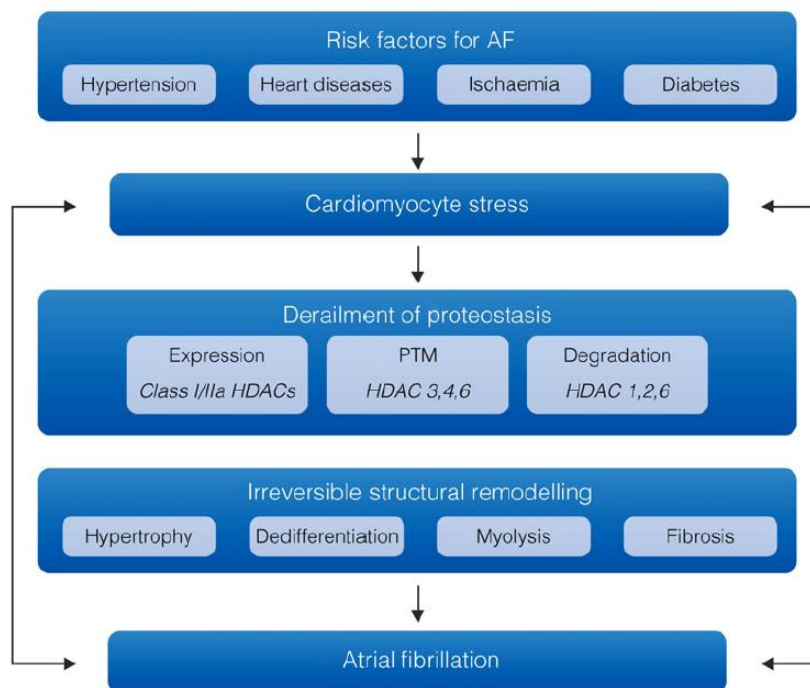 Risk factors for AF
Hypertension Heart diseases Ischaemia Diabetes
Cardiomyocyte stress
Derailment of proteostasis
Expression PTM Degradation
Class I/IIa HDACs HDAC 3,4,6 HDAC 1,2,6
Irreversible structural remodelling
Hypertrophy Dedifferentiation Myolysis Fibrosis
Atrial fibrillation